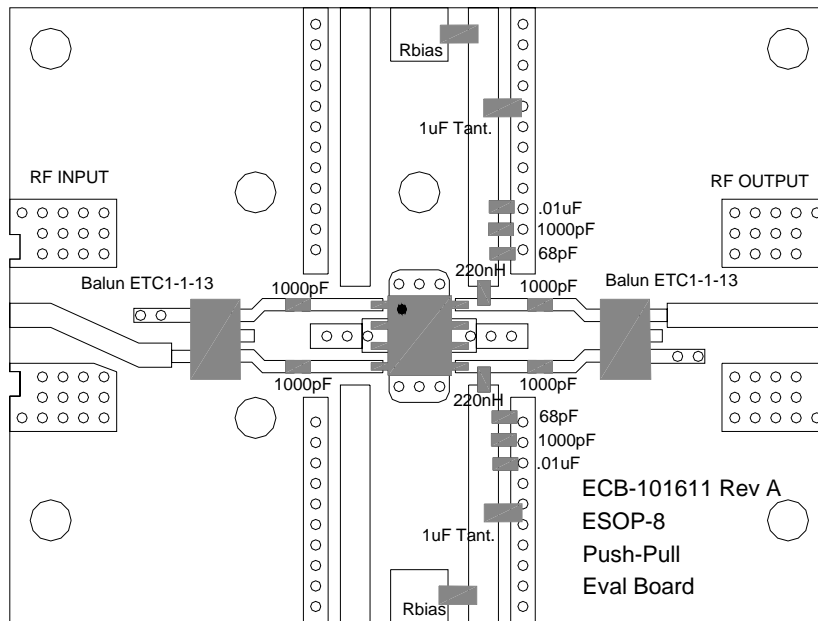 Rbias
1uF Tant.
RF INPUT
RF OUTPUT
.01uF
1000pF
68pF
220nH
Balun ETC1-1-13
1000pF
1000pF
Balun ETC1-1-13
1000pF
1000pF
220nH
68pF
1000pF
.01uF
ECB-101611 Rev A
ESOP-8
1uF Tant.
Push-Pull
Eval Board
Rbias